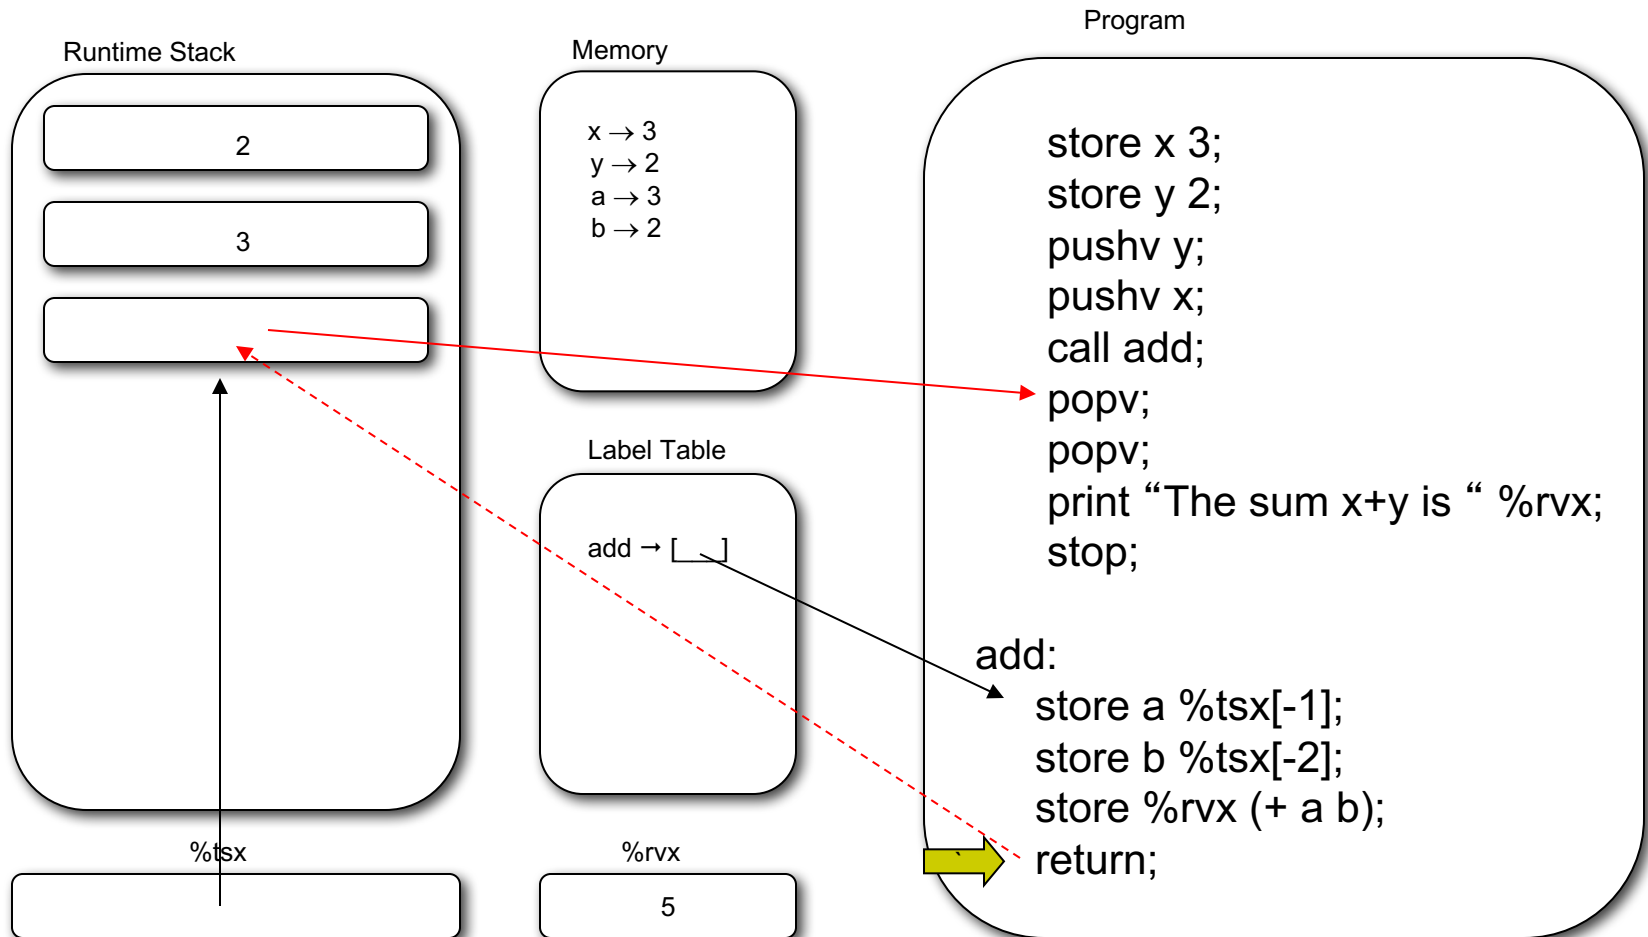 Program
Runtime Stack
Memory
2
3
x → 3
y → 2
a → 3
b → 2
Label Table
add → [___]
%tsx
%rvx
5
store x 3;
store y 2;
pushv y;
pushv x;
call add;
popv;
popv;
print “The sum x+y is “ %rvx;
stop;
add:
store a %tsx[-1];
store b %tsx[-2];
store %rvx (+ a b);
` return;